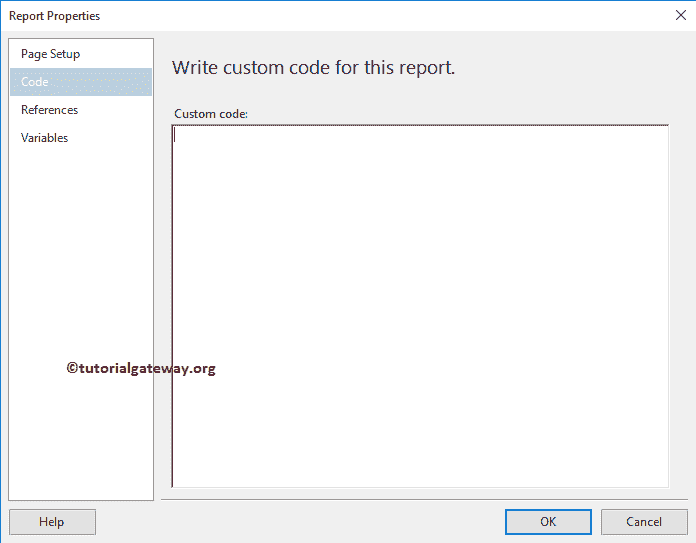 Report Properties
Page Setup
Code
References
Variables
Write custom code for this report.
Custom code:
©tutorialgateway.org
Help
OK
Cancel